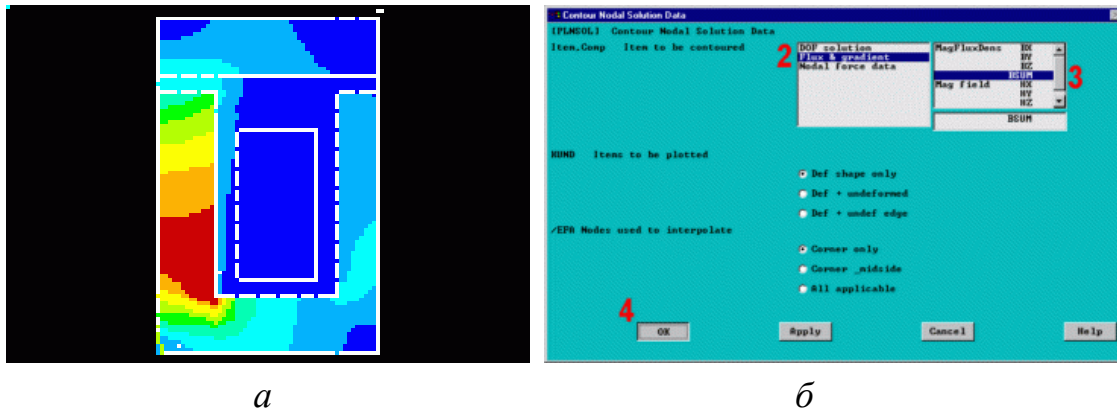 Contour Nodal Solution Data
[PLNSOL] Contour Nodal Solution Data
Item,Comp Item to be contoured
2
DOF solution
Flux & gradient
Nodal force data
MagFluxDens BX
BY
BZ
BSUM
Mag field HX
HY
HZ
3
BSUM
KUND Items to be plotted
Def shape only
Def + undeformed
Def + undef edge
/EFA Nodes used to interpolate
Corner only
Corner _midside
All applicable
4
OK Apply Cancel Help
а б